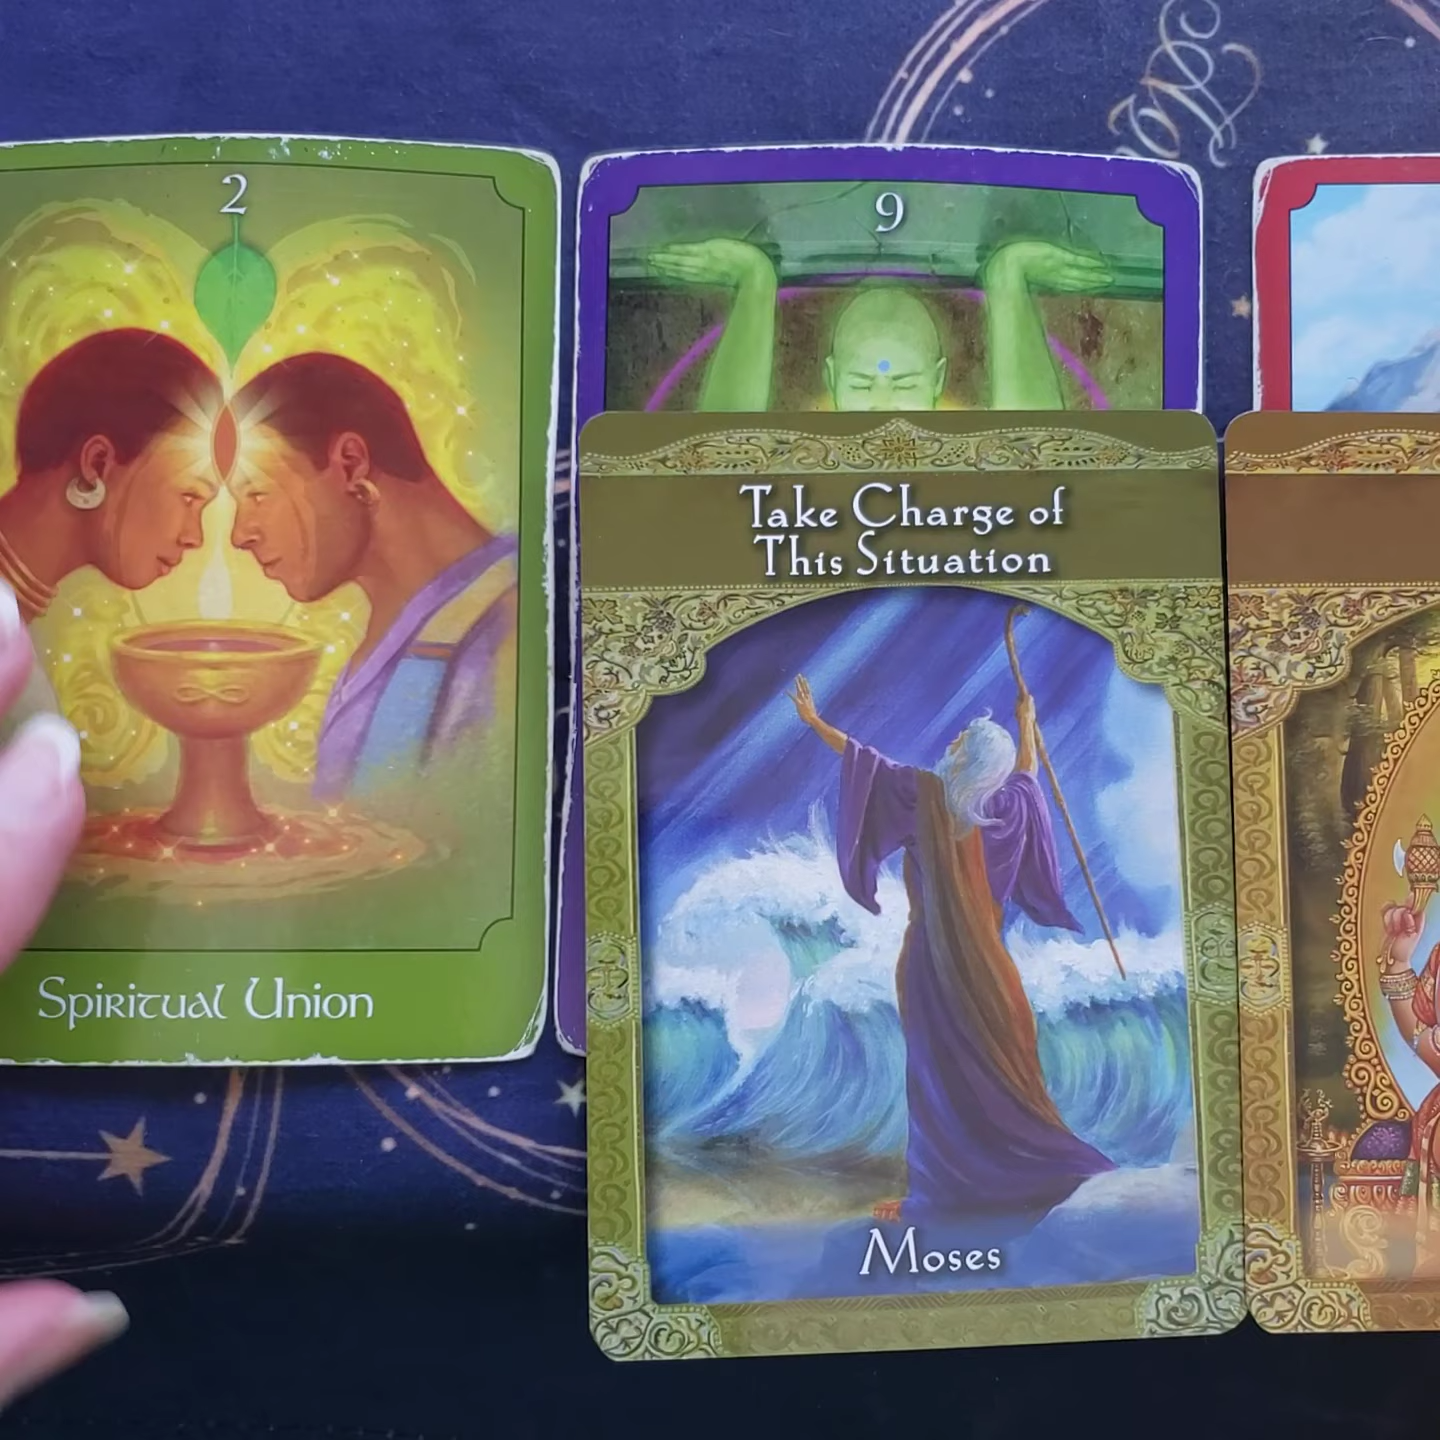 2
Spiritual Union
9
Take Charge of
This Situation
Moses